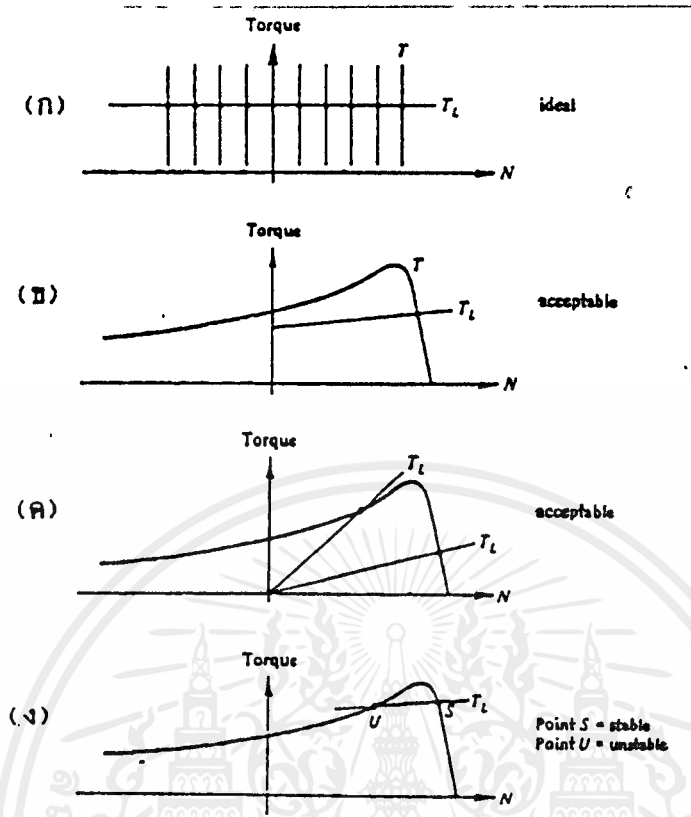 Torque
T
(ก)
T_L
ideal
N
Torque
T
(ข)
T_L
acceptable
N
Torque
T_L
(ค)
acceptable
T_L
N
Torque
(ง)
T_L
U
S
Point S = stable
Point U = unstable
N